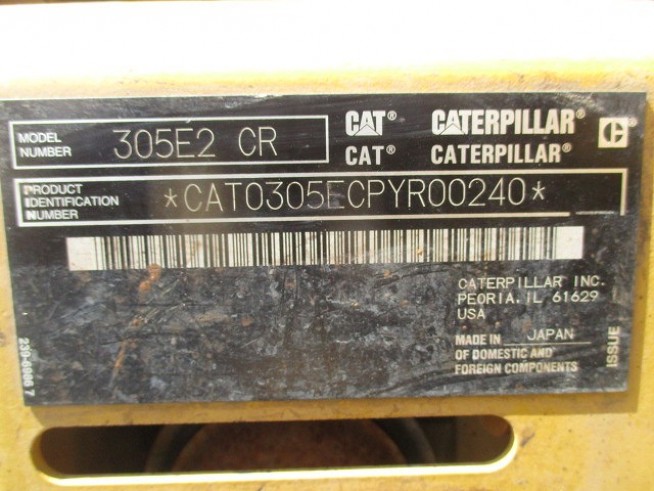 MODEL NUMBER 305E2 CR
CAT® CATERPILLAR® C
CAT® CATERPILLAR®
PRODUCT IDENTIFICATION NUMBER *CAT0305ECPYR00240*
CATERPILLAR INC.
PEORIA, IL 61629
USA
MADE IN JAPAN
OF DOMESTIC AND
FOREIGN COMPONENTS
ISSUE